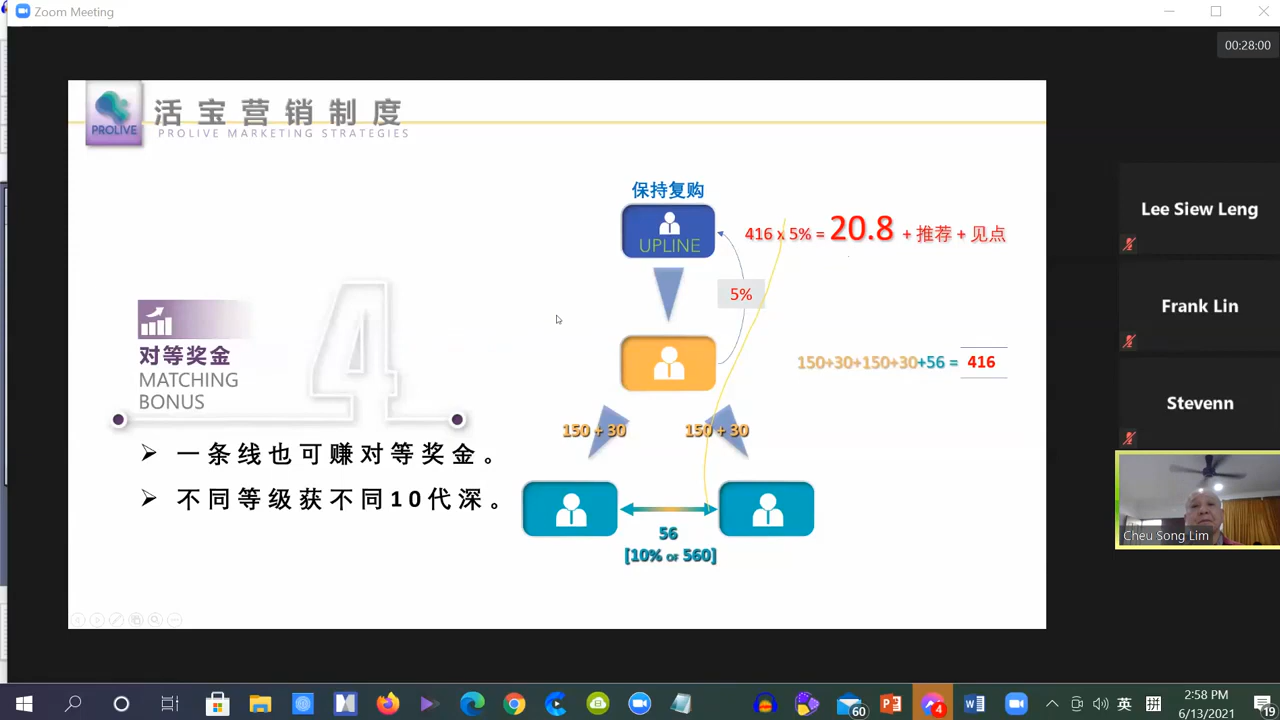 Zoom Meeting
00:28:00
PROLIVE
活宝营销制度
PROLIVE MARKETING STRATEGIES
保持复购
UPLINE
416 x 5% = 20.8 + 推荐 + 见点
5%
4
对等奖金
MATCHING
BONUS
150+30+150+30+56 = 416
150 + 30
150 + 30
一条线也可赚对等奖金。
不同等级获不同10代深。
56
[10% OF 560]
Lee Siew Leng
Frank Lin
Stevenn
Cheu Song Lim
60
4
英
拼
2:58 PM
6/13/2021
19